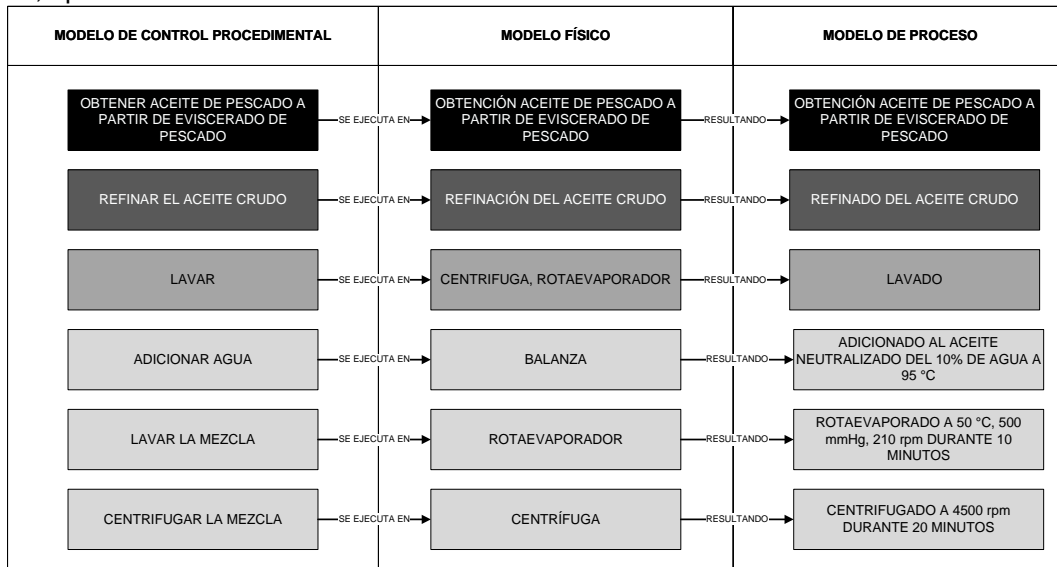 MODELO DE CONTROL PROCEDIMENTAL
MODELO FÍSICO
MODELO DE PROCESO
OBTENER ACEITE DE PESCADO A
PARTIR DE EVISCERADO DE
PESCADO
SE EJECUTA EN
OBTENCIÓN ACEITE DE PESCADO A
PARTIR DE EVISCERADO DE
PESCADO
RESULTANDO
OBTENCIÓN ACEITE DE PESCADO A
PARTIR DE EVISCERADO DE
PESCADO
REFINAR EL ACEITE CRUDO
SE EJECUTA EN
REFINACIÓN DEL ACEITE CRUDO
RESULTANDO
REFINADO DEL ACEITE CRUDO
LAVAR
SE EJECUTA EN
CENTRIFUGA, ROTAEVAPORADOR
RESULTANDO
LAVADO
ADICIONAR AGUA
SE EJECUTA EN
BALANZA
RESULTANDO
ADICIONADO AL ACEITE
NEUTRALIZADO DEL 10% DE AGUA A
95 °C
LAVAR LA MEZCLA
SE EJECUTA EN
ROTAEVAPORADOR
RESULTANDO
ROTAEVAPORADO A 50 °C, 500
mmHg, 210 rpm DURANTE 10
MINUTOS
CENTRIFUGAR LA MEZCLA
SE EJECUTA EN
CENTRÍFUGA
RESULTANDO
CENTRIFUGADO A 4500 rpm
DURANTE 20 MINUTOS